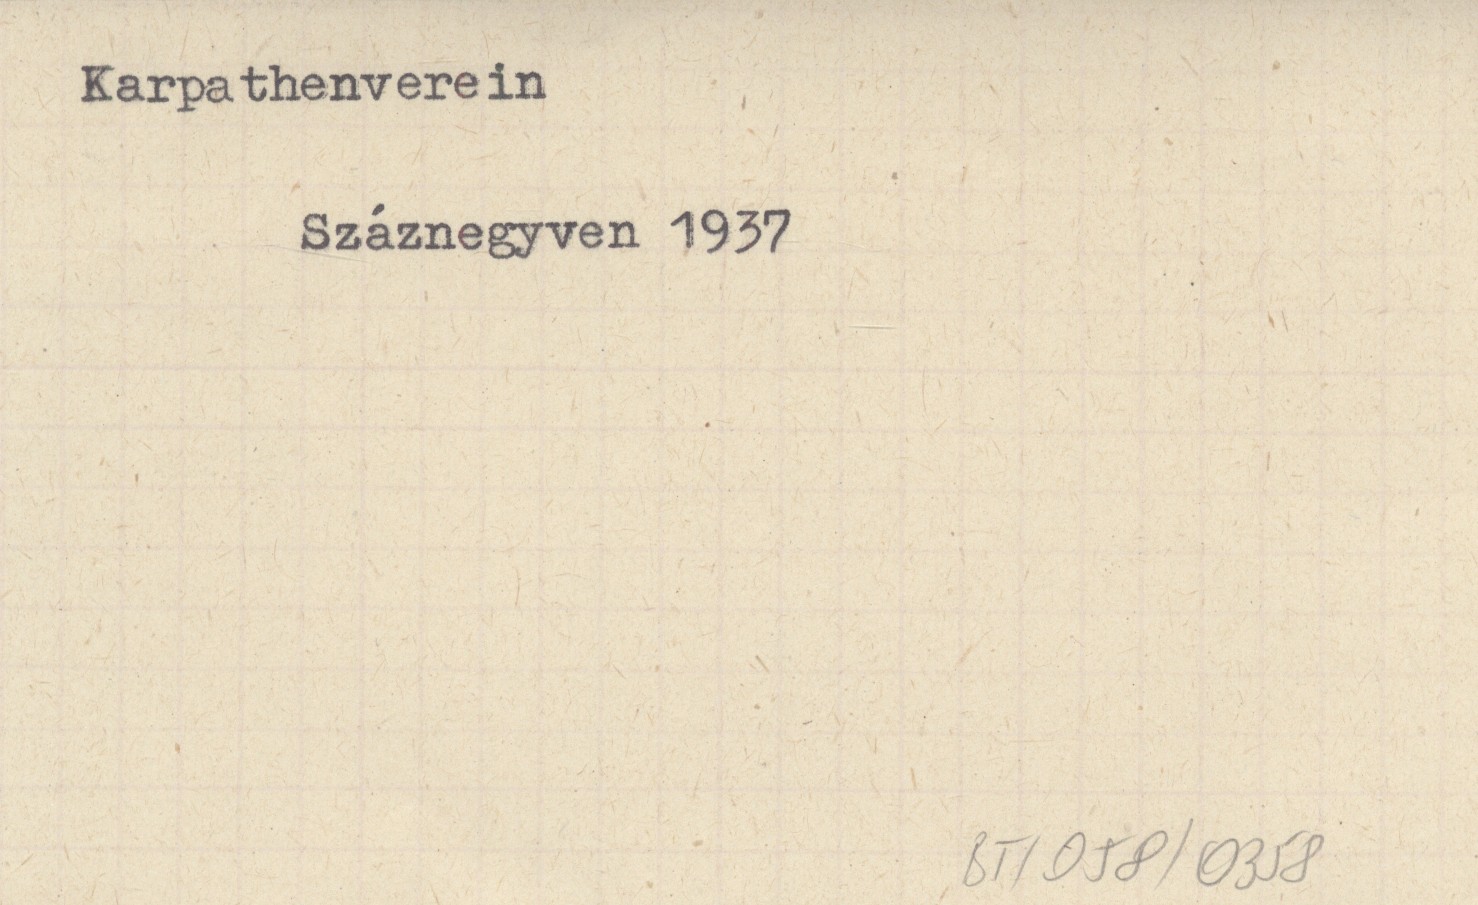 Karpathenverein
Száznegyven 1937
BT/058/0358